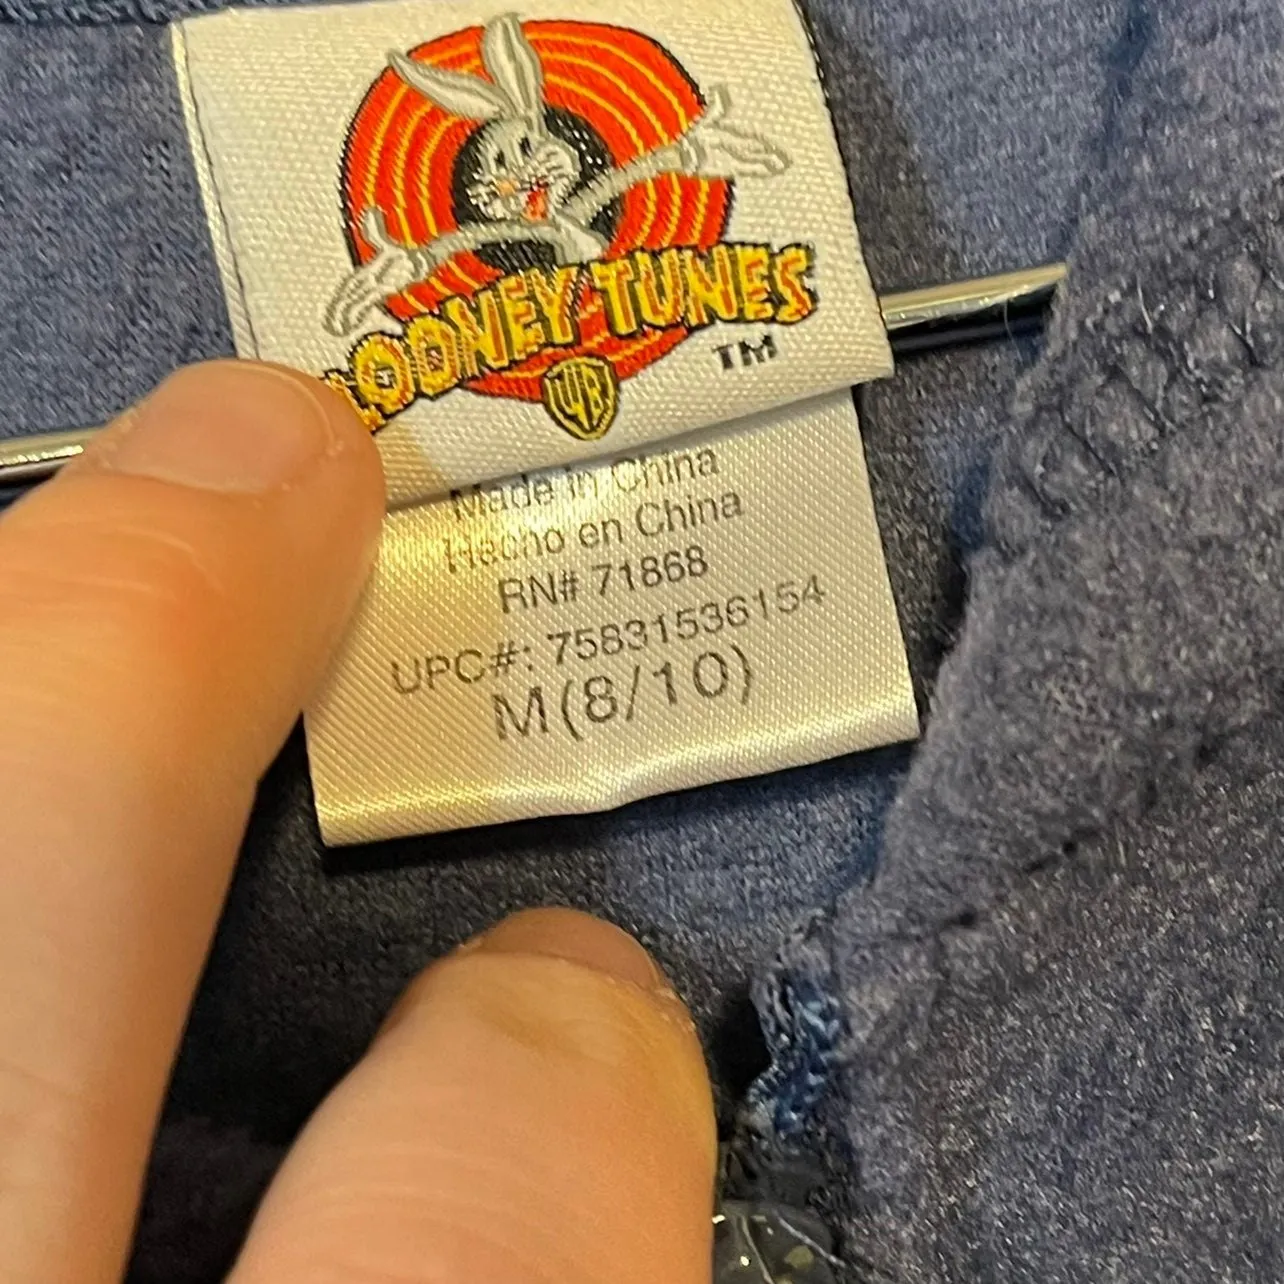 LOONEY TUNES
TM
WB
Made in China
Hecho en China
RN# 71868
UPC#: 75831536154
M(8/10)